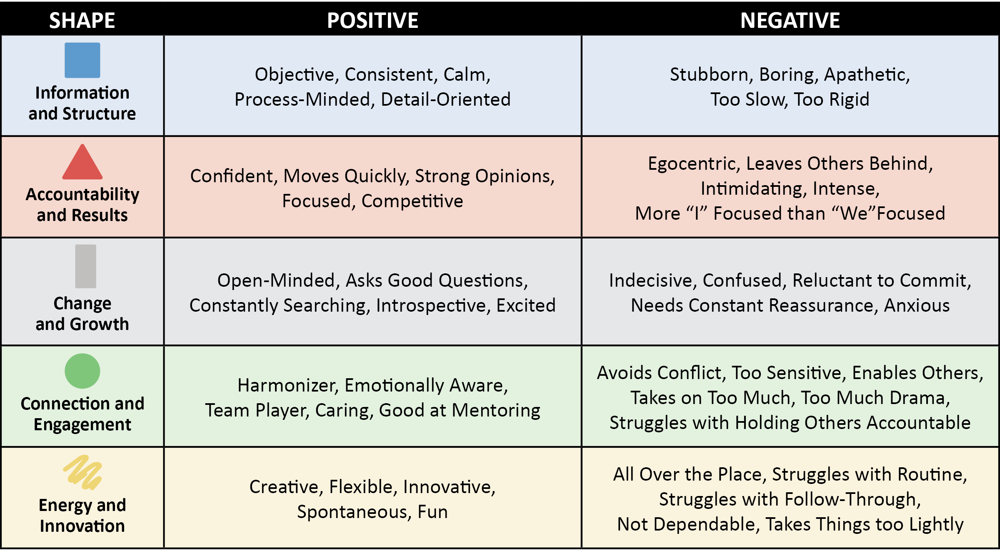 SHAPE
POSITIVE
NEGATIVE
Information
and Structure
Objective, Consistent, Calm,
Process-Minded, Detail-Oriented
Stubborn, Boring, Apathetic,
Too Slow, Too Rigid
Accountability
and Results
Confident, Moves Quickly, Strong Opinions,
Focused, Competitive
Egocentric, Leaves Others Behind,
Intimidating, Intense,
More “I” Focused than “We”Focused
Change
and Growth
Open-Minded, Asks Good Questions,
Constantly Searching, Introspective, Excited
Indecisive, Confused, Reluctant to Commit,
Needs Constant Reassurance, Anxious
Connection and
Engagement
Harmonizer, Emotionally Aware,
Team Player, Caring, Good at Mentoring
Avoids Conflict, Too Sensitive, Enables Others,
Takes on Too Much, Too Much Drama,
Struggles with Holding Others Accountable
Energy and
Innovation
Creative, Flexible, Innovative,
Spontaneous, Fun
All Over the Place, Struggles with Routine,
Struggles with Follow-Through,
Not Dependable, Takes Things too Lightly